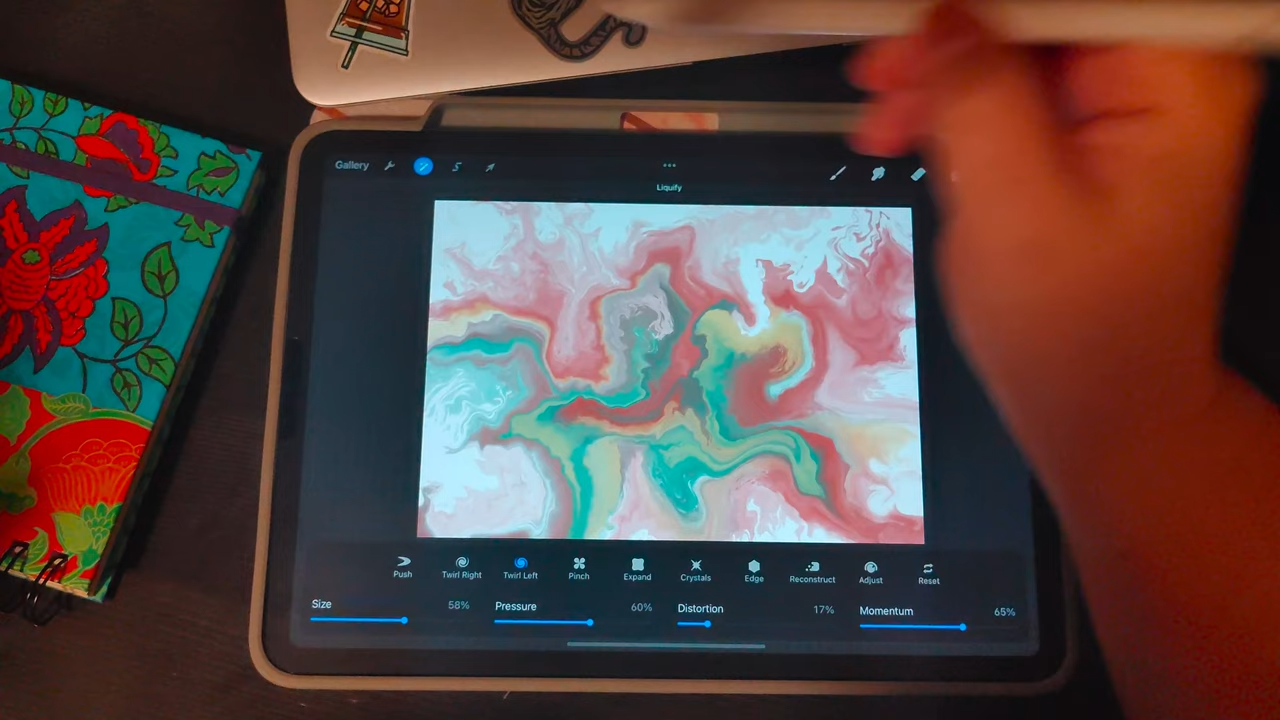 Gallery
Liquify
Push Twirl Right Twirl Left Pinch Expand Crystals Edge Reconstruct Adjust Reset
Size 58% Pressure 60% Distortion 17% Momentum 65%